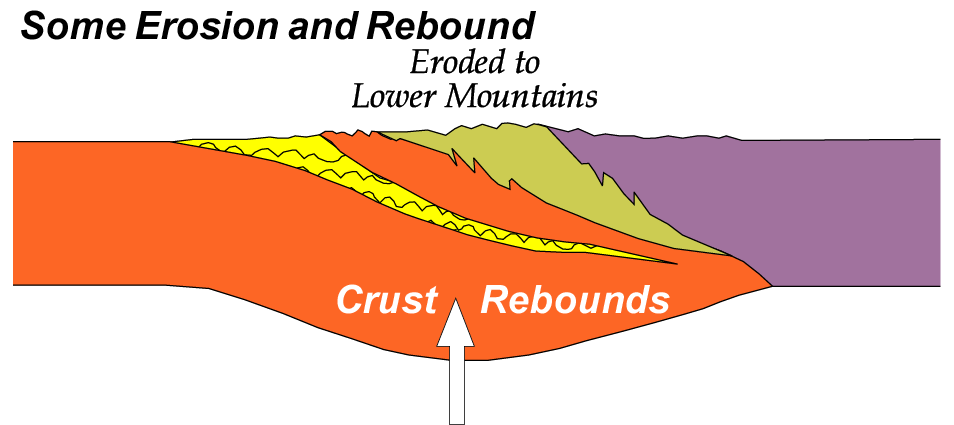 Some Erosion and Rebound
Eroded to
Lower Mountains
Crust Rebounds